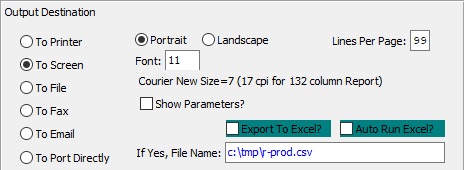 Output Destination
To Printer
To Screen
To File
To Fax
To Email
To Port Directly
Portrait Landscape Lines Per Page: 99
Font: 11
Courier New Size=7 (17 cpi for 132 column Report)
Show Parameters?
Export To Excel? Auto Run Excel?
If Yes, File Name: c:\tmp\r-prod.csv